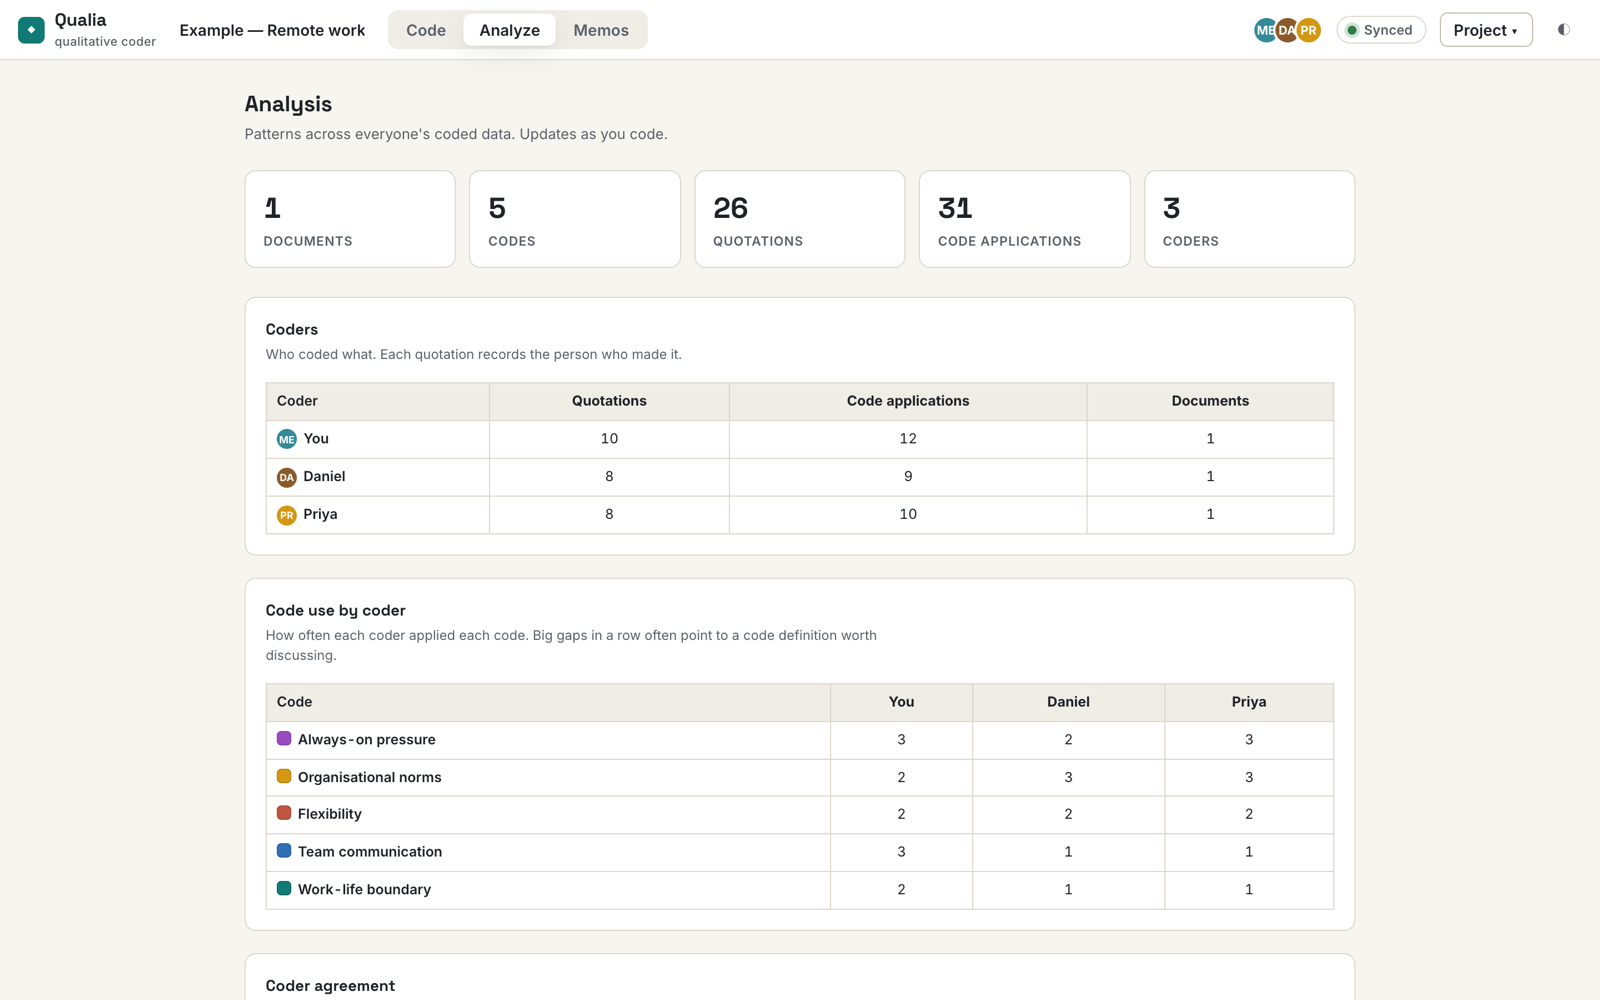 Qualia
qualitative coder
Example — Remote work
Code
Analyze
Memos
ME
DA
PR
Synced
Project ▾
Analysis
Patterns across everyone's coded data. Updates as you code.
1
DOCUMENTS
5
CODES
26
QUOTATIONS
31
CODE APPLICATIONS
3
CODERS
Coders
Who coded what. Each quotation records the person who made it.
Coder Quotations Code applications Documents
ME You 10 12 1
DA Daniel 8 9 1
PR Priya 8 10 1
Code use by coder
How often each coder applied each code. Big gaps in a row often point to a code definition worth
discussing.
Code You Daniel Priya
Always-on pressure 3 2 3
Organisational norms 2 3 3
Flexibility 2 2 2
Team communication 3 1 1
Work-life boundary 2 1 1
Coder agreement